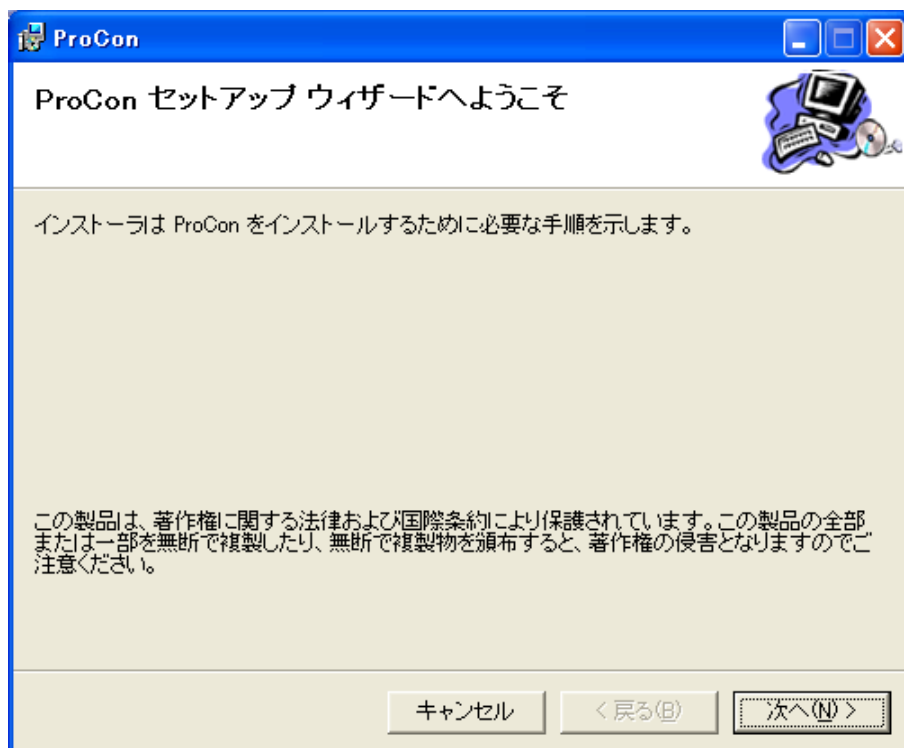 ProCon
ProCon セットアップ ウィザードへようこそ
インストーラは ProCon をインストールするために必要な手順を示します。
この製品は、著作権に関する法律および国際条約により保護されています。この製品の全部
または一部を無断で複製したり、無断で複製物を頒布すると、著作権の侵害となりますのでご
注意ください。
キャンセル
< 戻る(B)
次へ(N) >